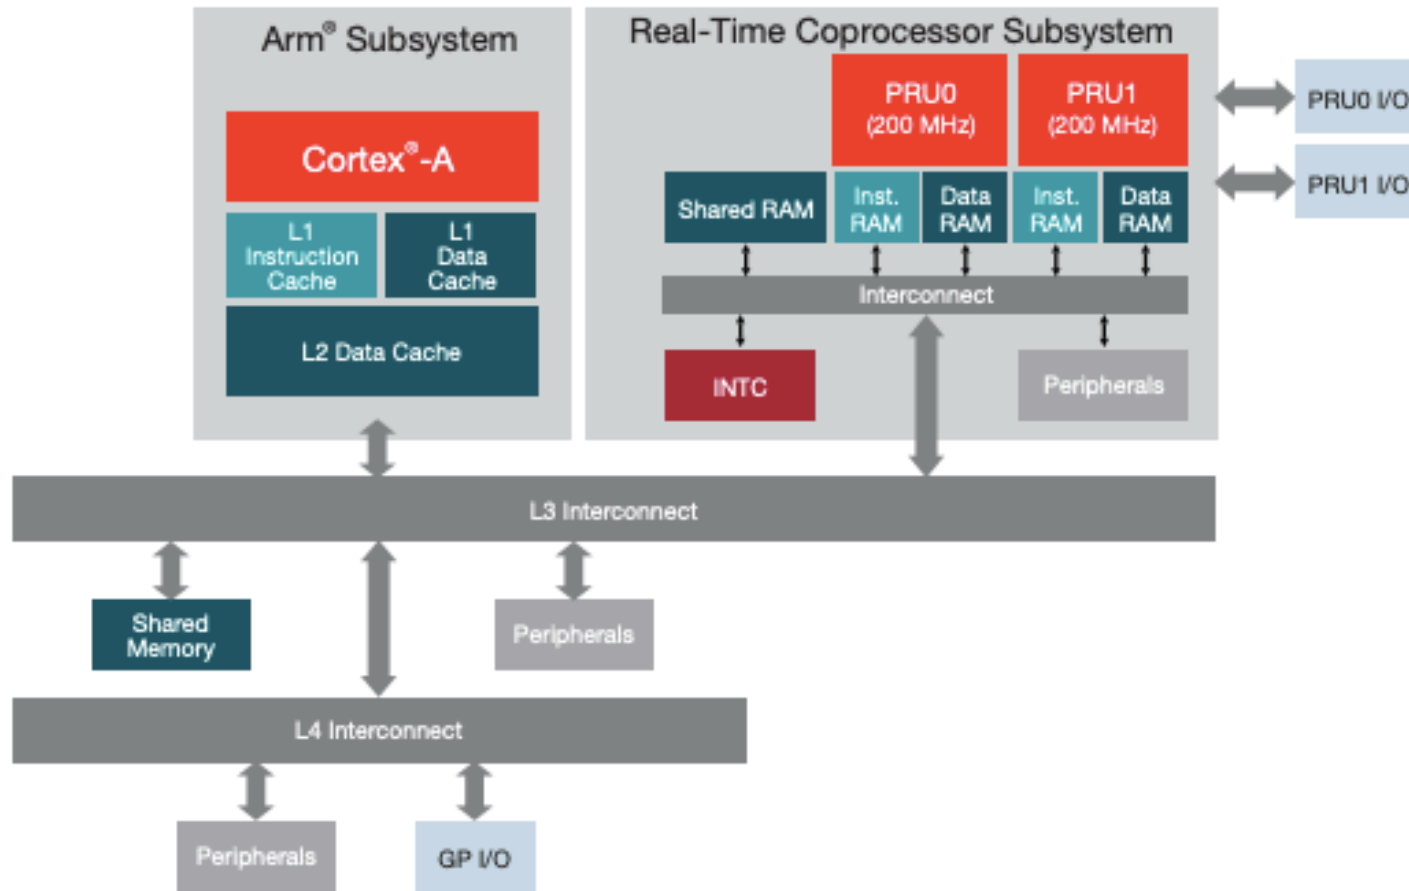 Arm® Subsystem
Real-Time Coprocessor Subsystem
Cortex®-A
L1
Instruction
Cache
L1
Data
Cache
L2 Data Cache
PRU0
(200 MHz)
PRU1
(200 MHz)
Shared RAM
Inst.
RAM
Data
RAM
Inst.
RAM
Data
RAM
Interconnect
INTC
Peripherals
PRU0 I/O
PRU1 I/O
L3 Interconnect
Shared
Memory
Peripherals
L4 Interconnect
Peripherals
GP I/O